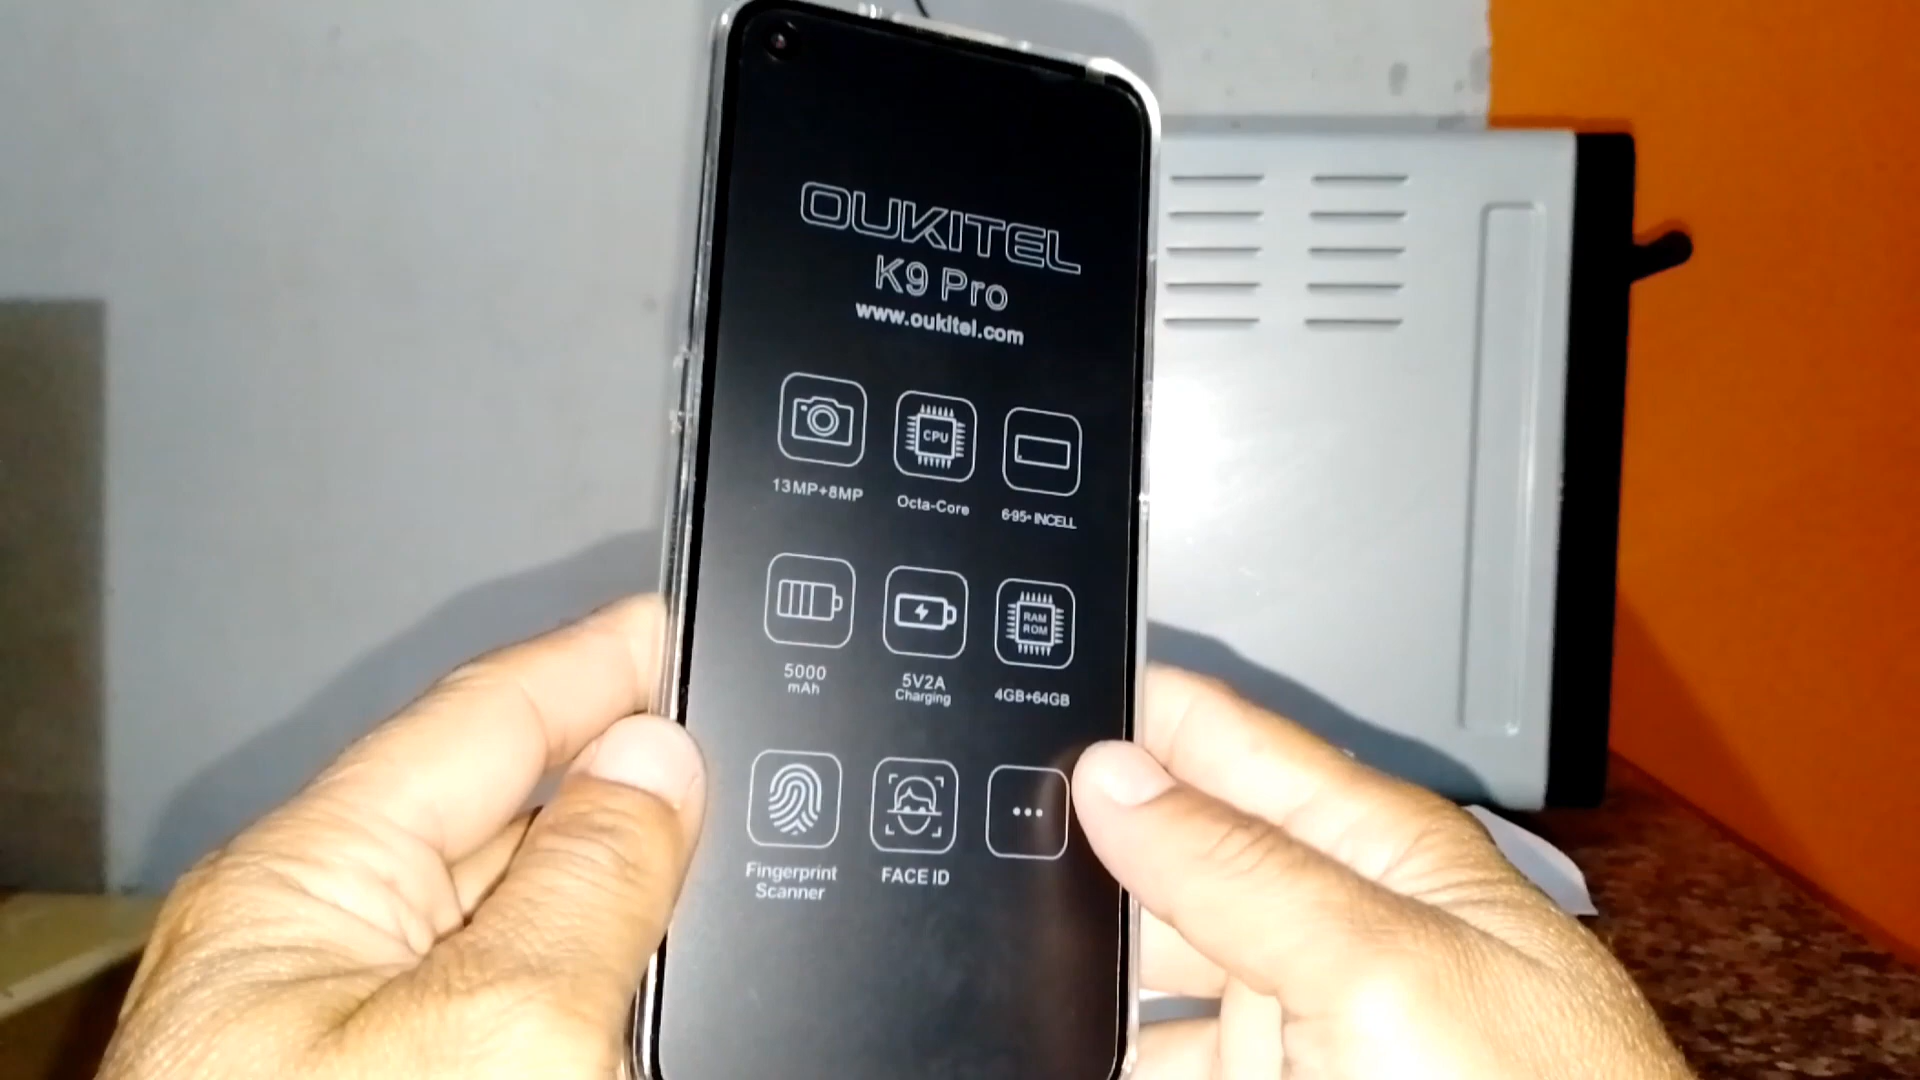 OUKITEL
K9 Pro
www.oukitel.com
13MP+8MP
CPU
Octa-Core
6.95" INCELL
5000
mAh
5V2A
Charging
RAM
ROM
4GB+64GB
Fingerprint
Scanner
FACE ID